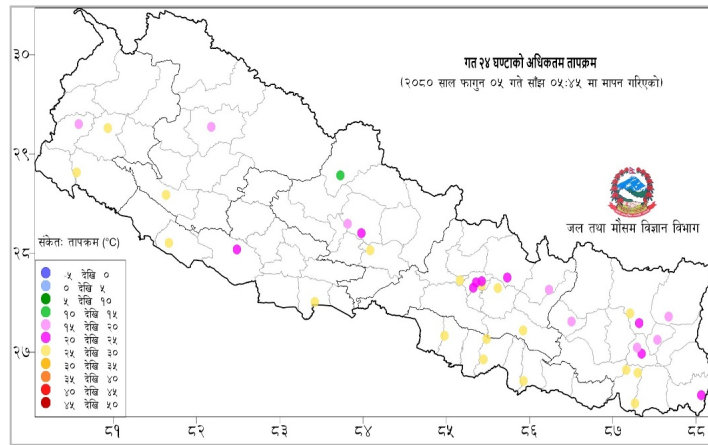 गत २४ घण्टाको अधिकतम तापक्रम
(२०८० साल फागुन ०५ गते साँझ ०५:४५ मा मापन गरिएको)
३०
२९
२८
२७
जल तथा मौसम विज्ञान विभाग
संकेतः तापक्रम (°C)
-५ देखि ०
० देखि ५
५ देखि १०
१० देखि १५
१५ देखि २०
२० देखि २५
२५ देखि ३०
३० देखि ३५
३५ देखि ४०
४० देखि ४५
४५ देखि ५०
८१ ८२ ८३ ८४ ८५ ८६ ८७ ८८